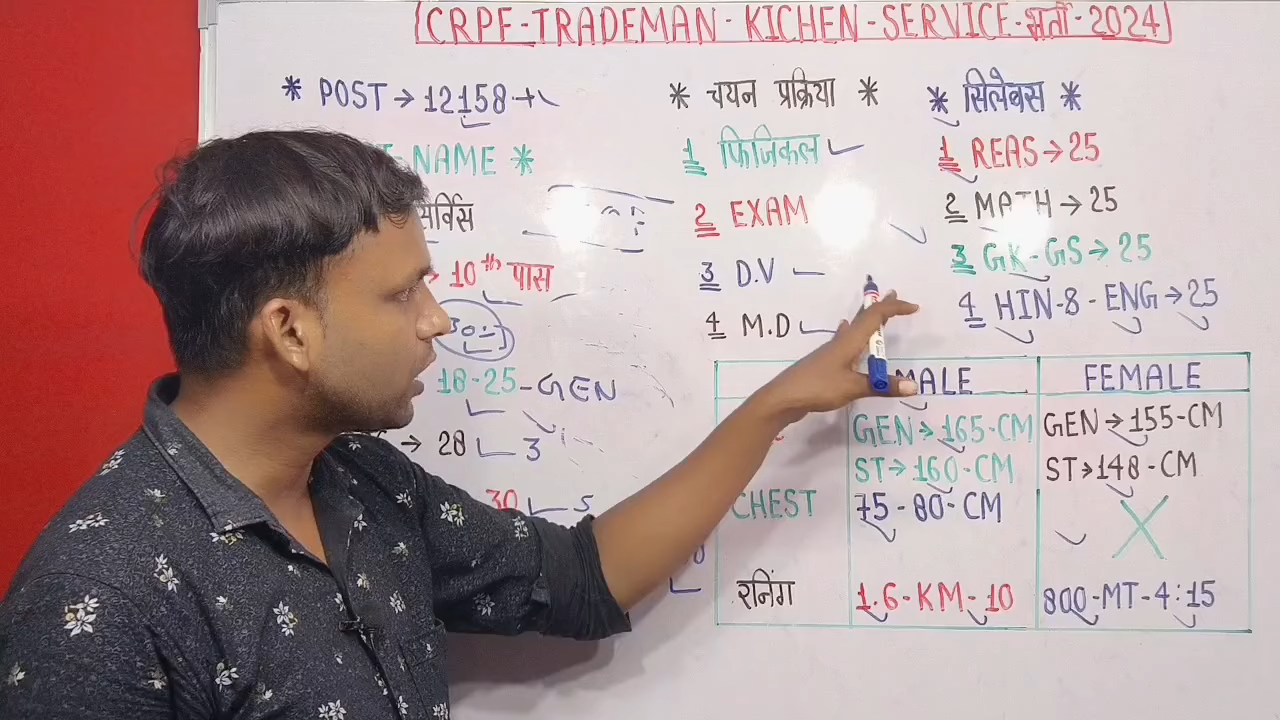 CRPF-TRADEMAN-KICHEN-SERVICE-भर्ती-2024
* POST → 12158 +
NAME *
सर्विस
→ 10th पास
18-25-GEN
→ 28 3
30 5
* चयन प्रक्रिया *
1 फिजिकल
2 EXAM
3 D.V
4 M.D
* सिलेबस *
1 REAS → 25
2 MATH → 25
3 GK-GS → 25
4 HIN-8-ENG → 25
MALE FEMALE
GEN → 165-CM GEN → 155-CM
ST → 160-CM ST → 148-CM
CHEST 75-80-CM X
रनिंग 1.6-KM-10 800-MT-4:15